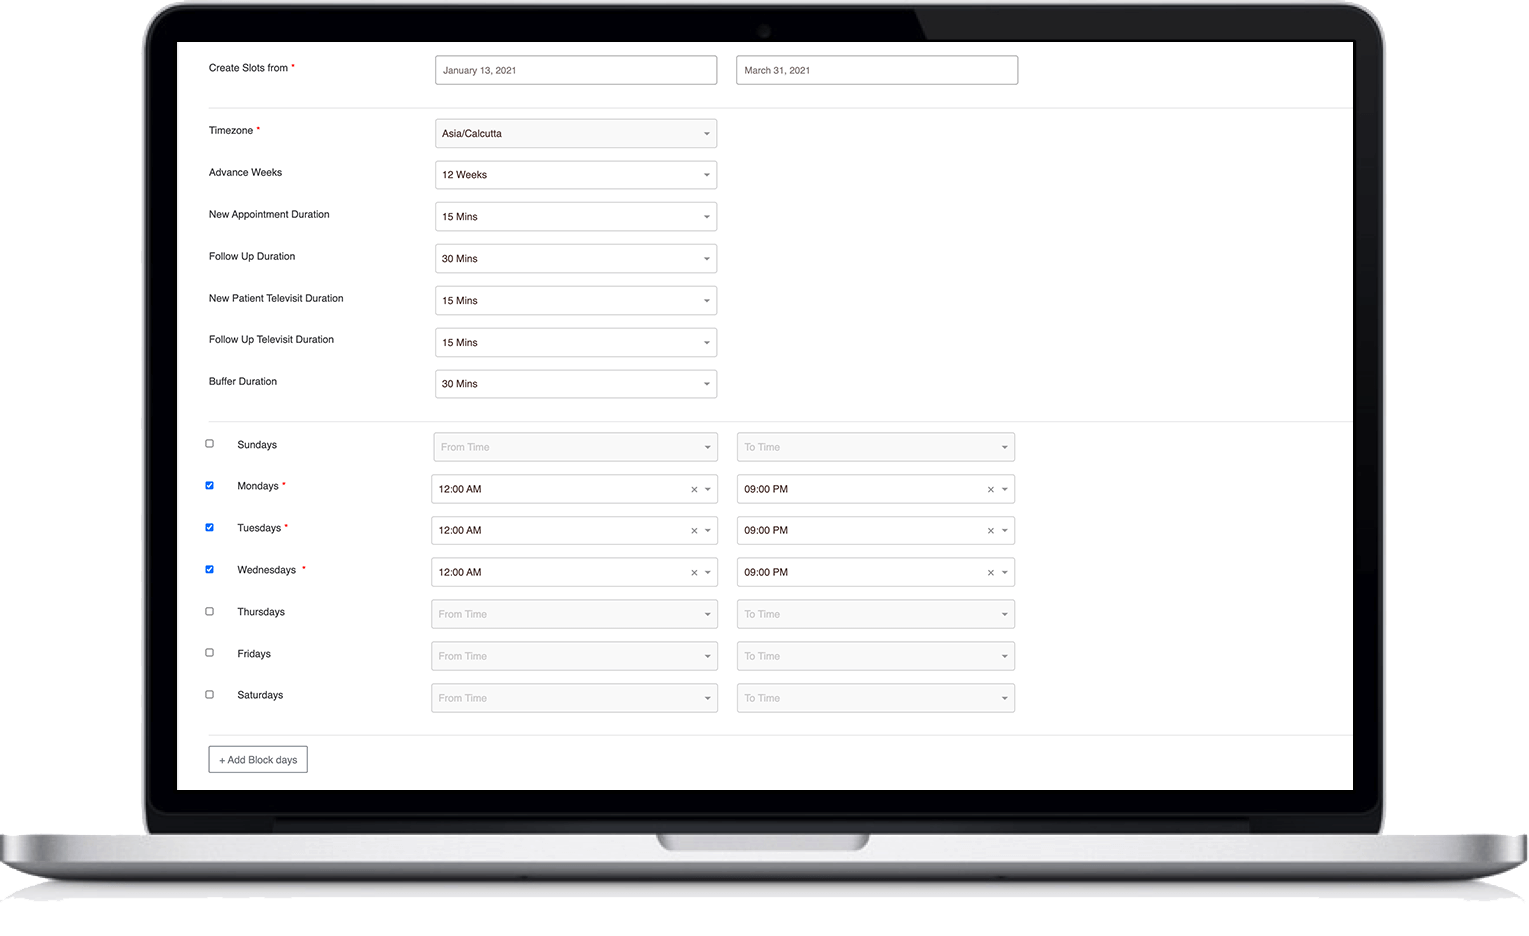 Create Slots from * January 13, 2021 March 31, 2021
Timezone * Asia/Calcutta
Advance Weeks 12 Weeks
New Appointment Duration 15 Mins
Follow Up Duration 30 Mins
New Patient Televisit Duration 15 Mins
Follow Up Televisit Duration 15 Mins
Buffer Duration 30 Mins
Sundays From Time To Time
Mondays * 12:00 AM × 09:00 PM ×
Tuesdays * 12:00 AM × 09:00 PM ×
Wednesdays * 12:00 AM × 09:00 PM ×
Thursdays From Time To Time
Fridays From Time To Time
Saturdays From Time To Time
+ Add Block days